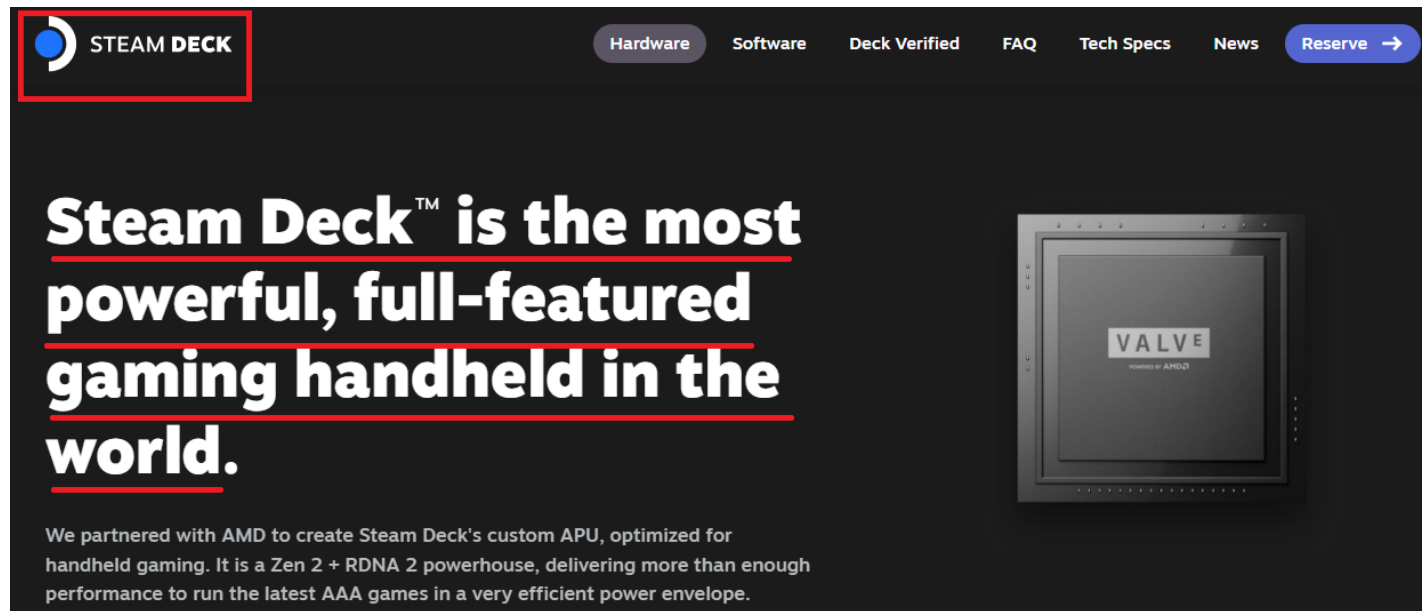 STEAM DECK
Hardware Software Deck Verified FAQ Tech Specs News Reserve →
Steam Deck™ is the most
powerful, full-featured
gaming handheld in the
world.
VALVE
POWERED BY AMD
We partnered with AMD to create Steam Deck's custom APU, optimized for
handheld gaming. It is a Zen 2 + RDNA 2 powerhouse, delivering more than enough
performance to run the latest AAA games in a very efficient power envelope.